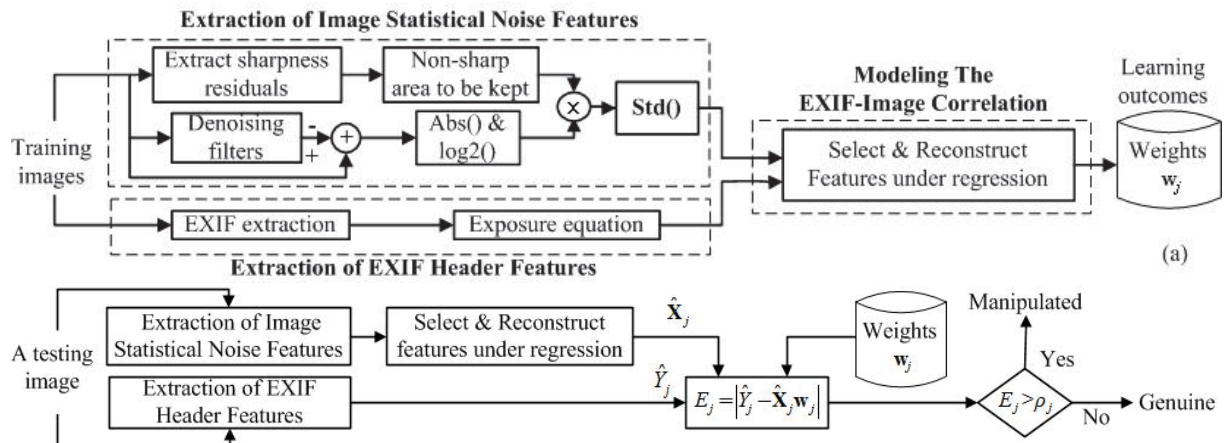 Extraction of Image Statistical Noise Features
Extract sharpness
residuals
Non-sharp
area to be kept
×
Std()
Denoising
filters
-
+
+
Abs() &
log2()
Training
images
EXIF extraction
Exposure equation
Extraction of EXIF Header Features
Modeling The
EXIF-Image Correlation
Select & Reconstruct
Features under regression
Learning
outcomes
Weights
w_j
(a)
A testing
image
Extraction of Image
Statistical Noise Features
Select & Reconstruct
features under regression
X̂_j
Extraction of EXIF
Header Features
Ŷ_j
E_j = |Ŷ_j − X̂_j w_j|
Weights
w_j
Manipulated
Yes
E_j > ρ_j
No
Genuine